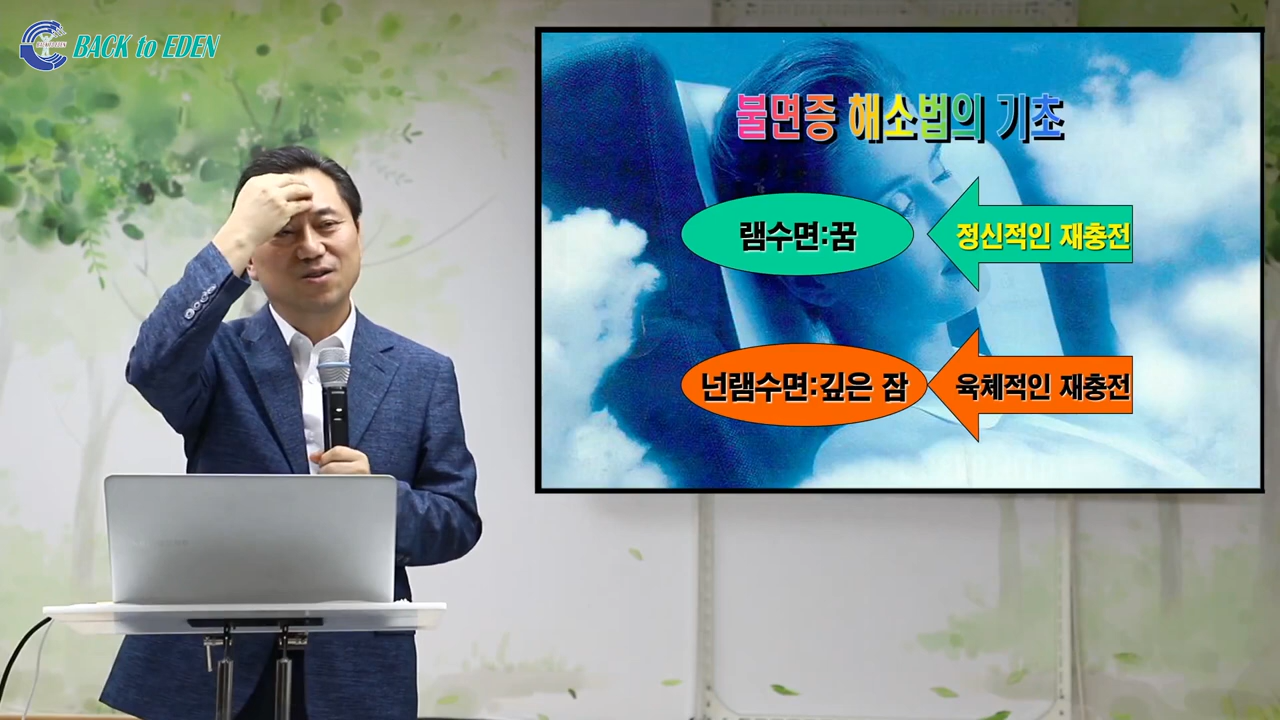 BACK to EDEN
불면증 해소법의 기초
램수면:꿈
정신적인 재충전
넌램수면:깊은 잠
육체적인 재충전